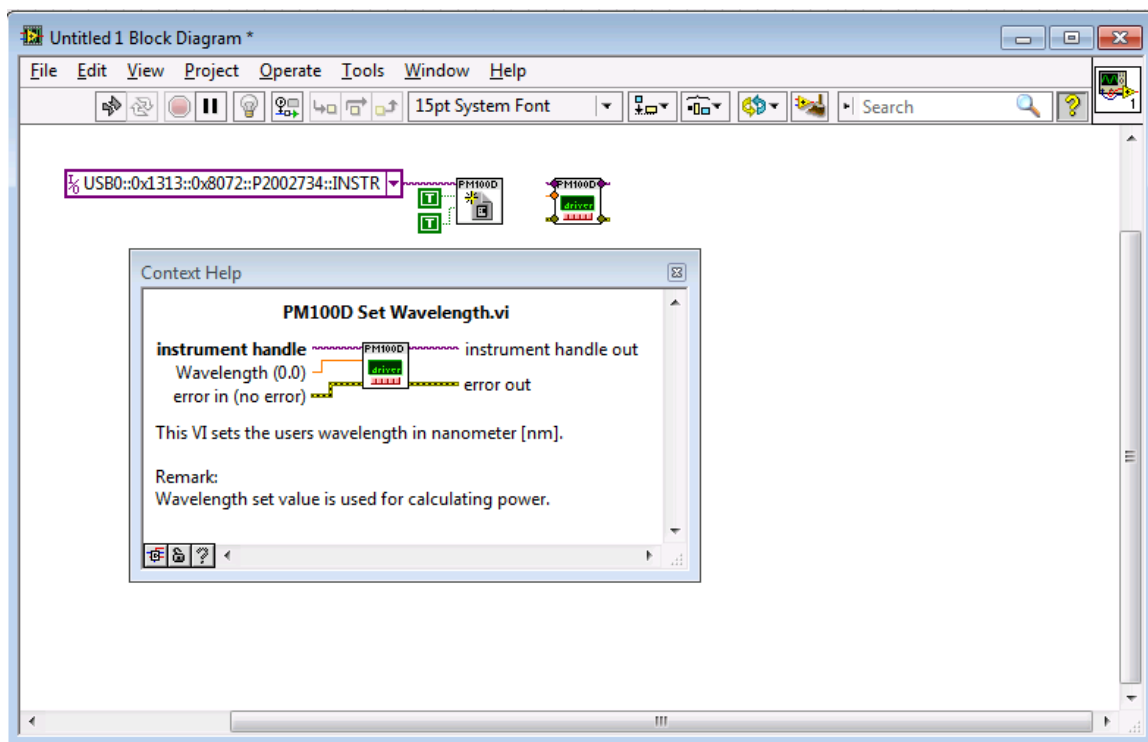 Untitled 1 Block Diagram *
File Edit View Project Operate Tools Window Help
15pt System Font Search ? 1
I/O USB0::0x1313::0x8072::P2002734::INSTR PM100D PM100D
T driver
T
Context Help
PM100D Set Wavelength.vi
instrument handle PM100D instrument handle out
Wavelength (0.0) driver
error in (no error) error out
This VI sets the users wavelength in nanometer [nm].
Remark:
Wavelength set value is used for calculating power.
?